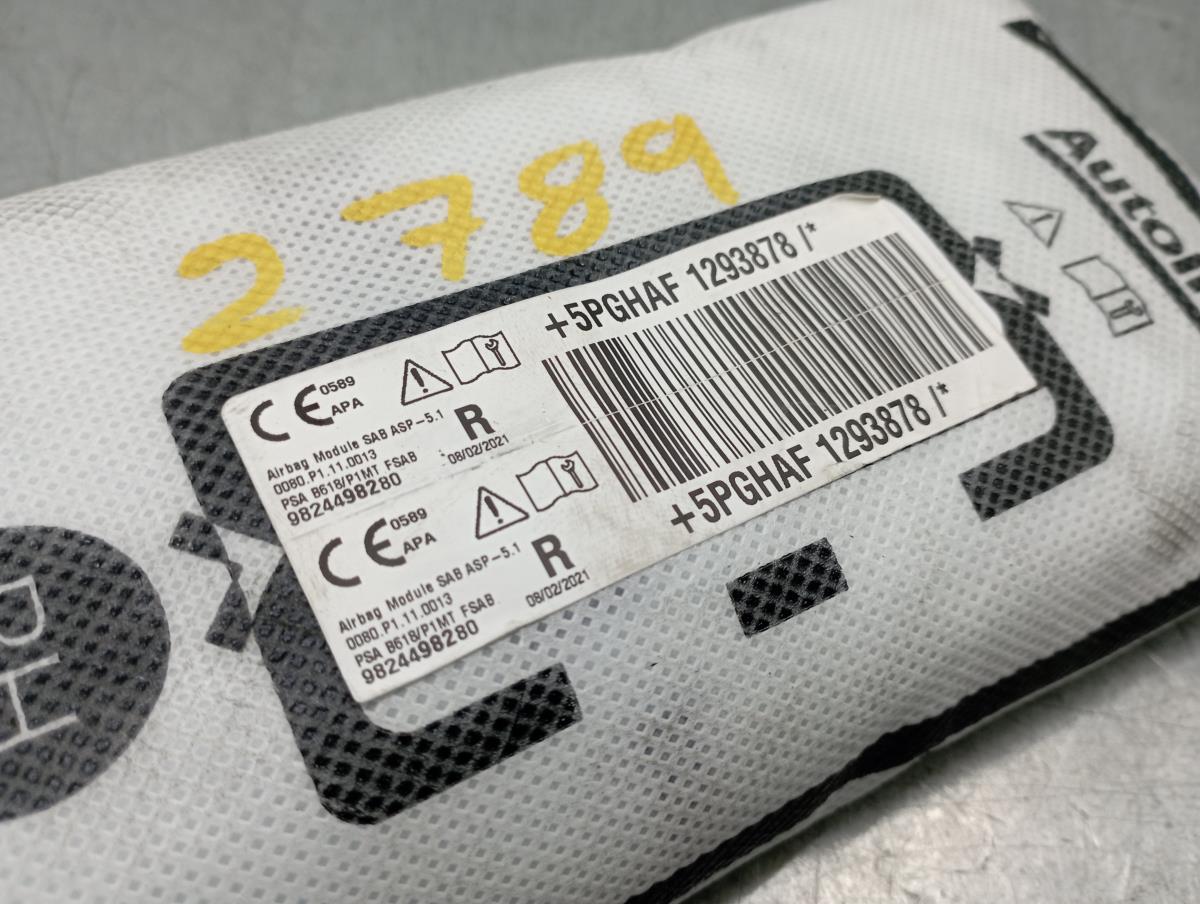 2 789
Autoli
+5PGHAF 1293878 /*
CE 0589
APA
Airbag Module SAB ASP-5.1
0080.P1.11.0013
PSA B618/P1MT FSAB
9824498280
R
08/02/2021
+5PGHAF 1293878 /*
CE 0589
APA
Airbag Module SAB ASP-5.1
0080.P1.11.0013
PSA B618/P1MT FSAB
9824498280
R
08/02/2021